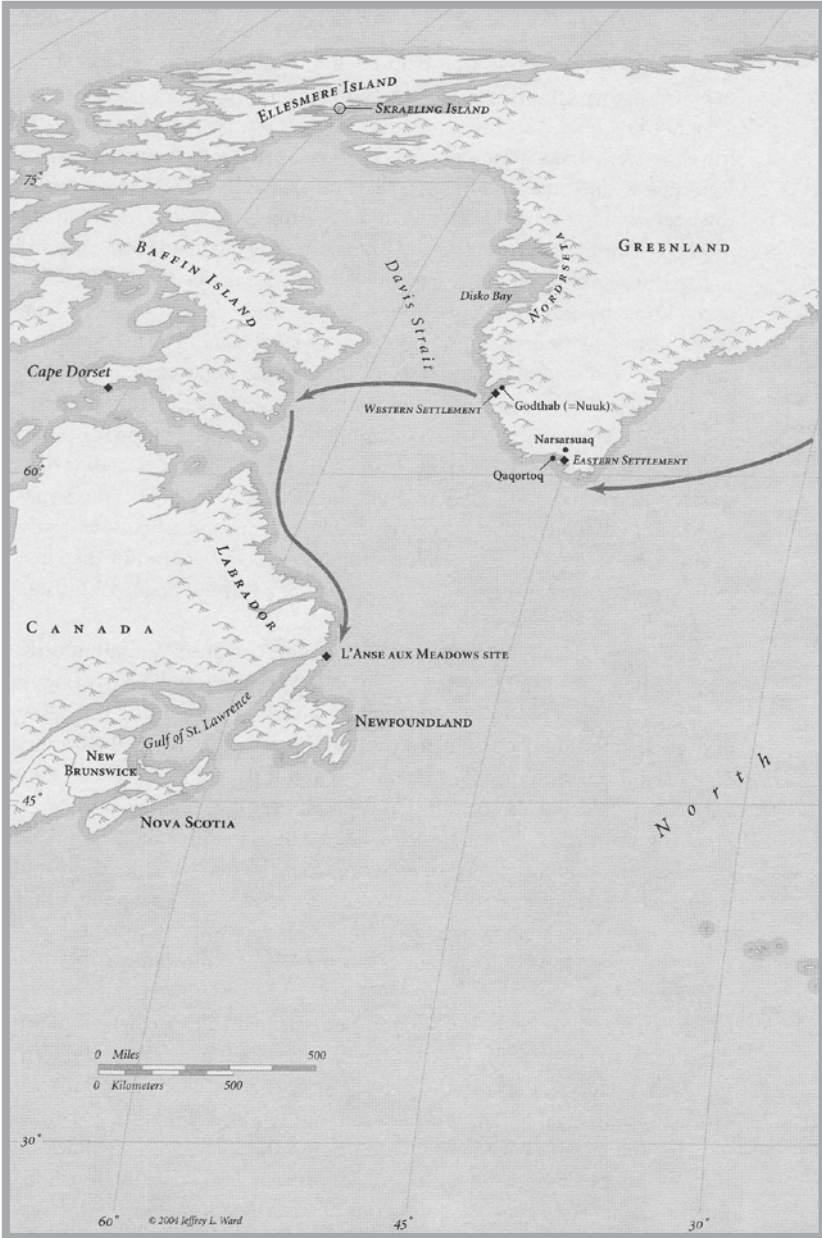 ELLESMERE ISLAND
SKRAELING ISLAND
75°
BAFFIN ISLAND
Davis Strait
NORDRSETA
GREENLAND
Disko Bay
Cape Dorset
WESTERN SETTLEMENT
Godthab (=Nuuk)
Narsarsuaq
EASTERN SETTLEMENT
Qaqortoq
60°
LABRADOR
CANADA
L'ANSE AUX MEADOWS SITE
Gulf of St. Lawrence
NEWFOUNDLAND
NEW
BRUNSWICK
45°
NOVA SCOTIA
North
0 Miles 500
0 Kilometers 500
30°
60° © 2004 Jeffrey L. Ward 45° 30°